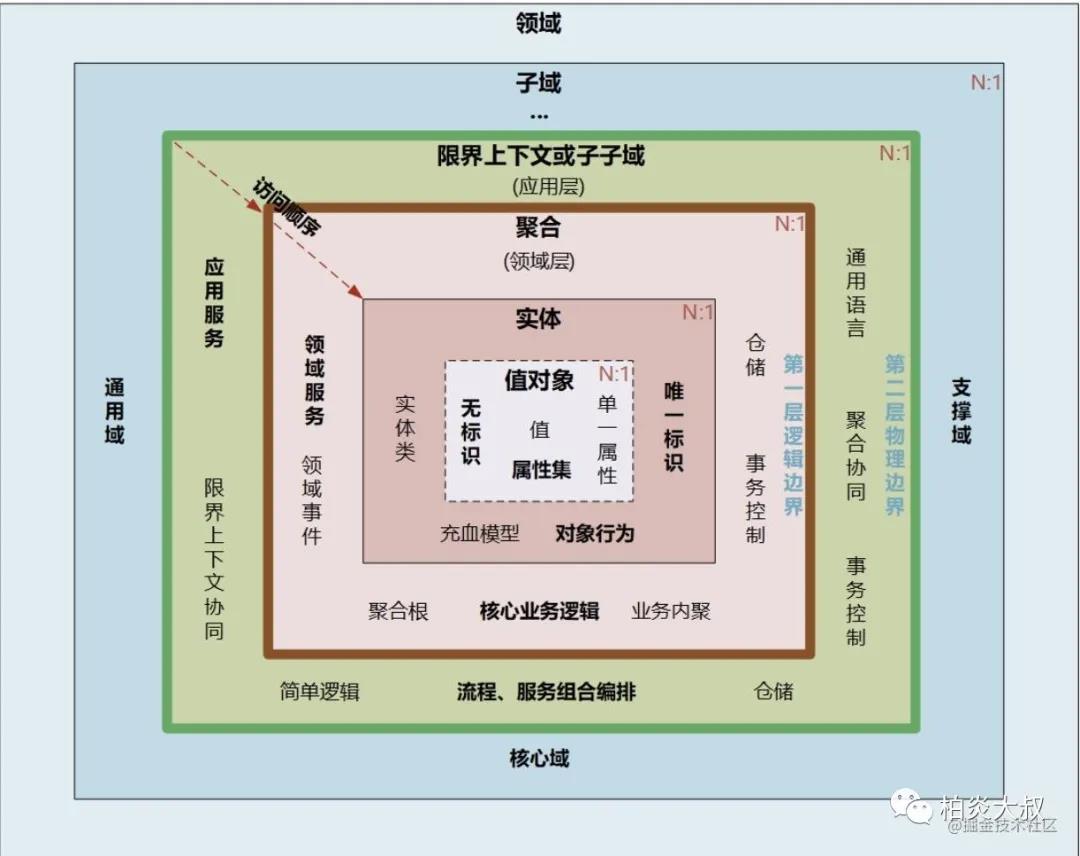 领域
子域
N:1
...
限界上下文或子子域
N:1
(应用层)
访问顺序
聚合
N:1
(领域层)
实体
N:1
值对象
N:1
无标识
值
属性集
单一属性
实体类
唯一标识
充血模型
对象行为
领域服务
领域事件
仓储
事务控制
第一层逻辑边界
聚合根
核心业务逻辑
业务内聚
应用服务
限界上下文协同
通用语言
聚合协同
事务控制
第二层物理边界
简单逻辑
流程、服务组合编排
仓储
通用域
支撑域
核心域
柏炎大叔
@掘金技术社区